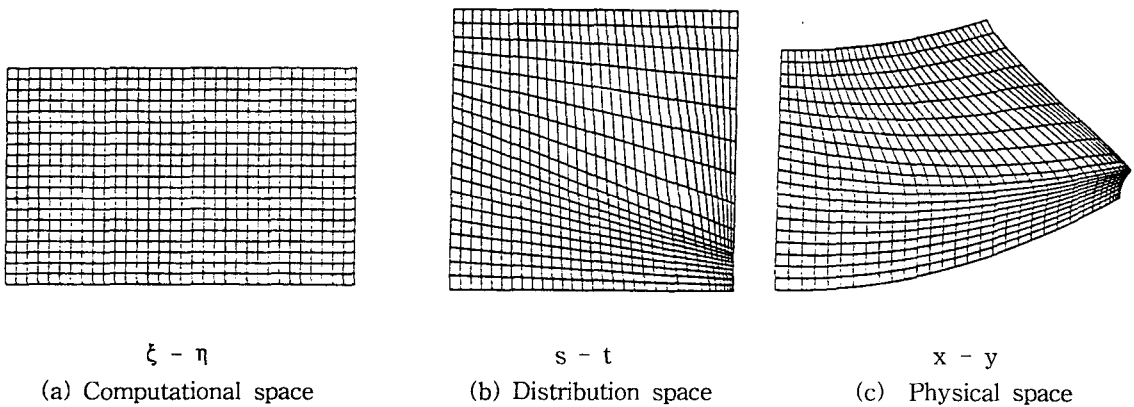 ξ - η
s - t
x - y
(a) Computational space
(b) Distribution space
(c) Physical space